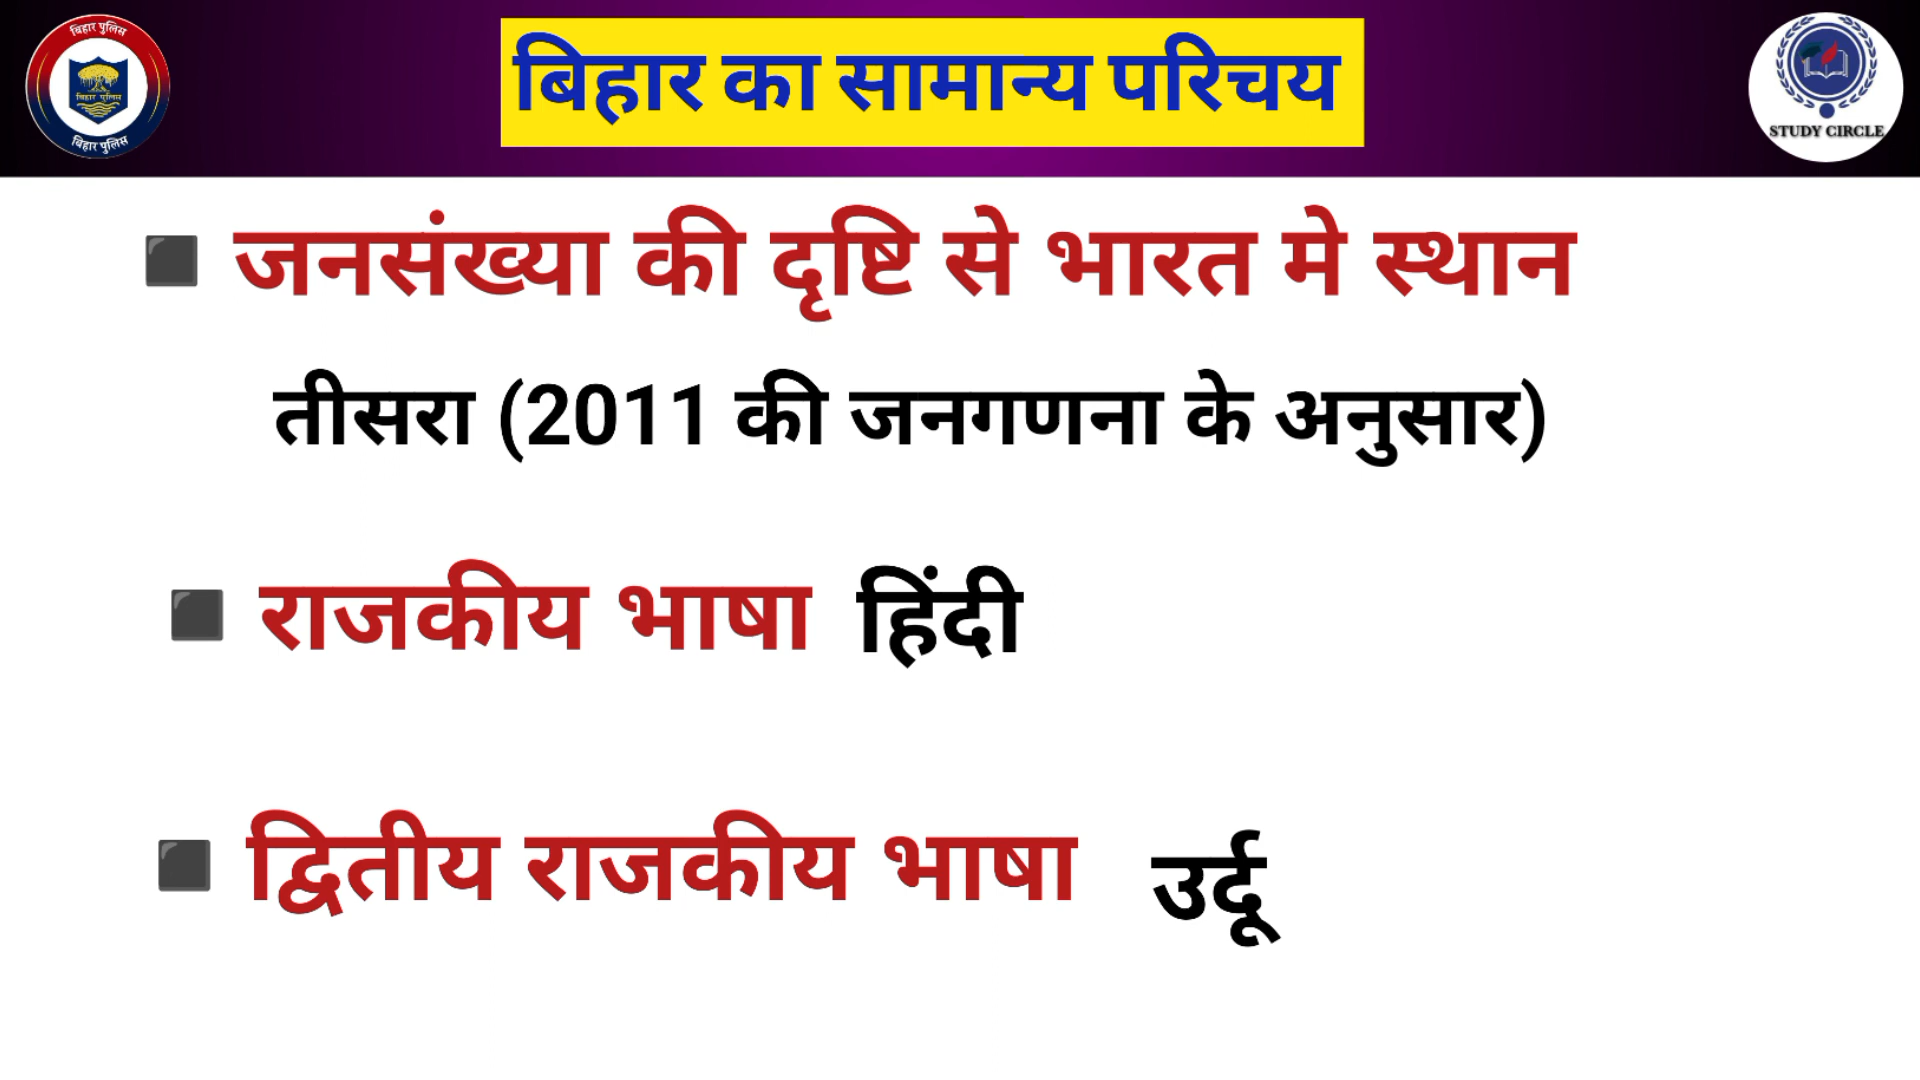 बिहार पुलिस
बिहार पुलिस
बिहार पुलिस
बिहार का सामान्य परिचय
STUDY CIRCLE
जनसंख्या की दृष्टि से भारत मे स्थान
तीसरा (2011 की जनगणना के अनुसार)
राजकीय भाषा हिंदी
द्वितीय राजकीय भाषा उर्दू